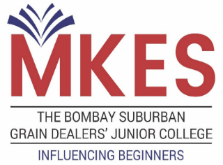 MKES
THE BOMBAY SUBURBAN
GRAIN DEALERS' JUNIOR COLLEGE
INFLUENCING BEGINNERS